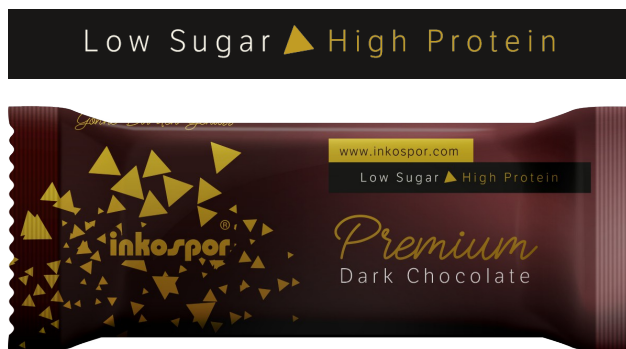 Low Sugar High Protein
www.inkospor.com
Low Sugar High Protein
inkospor®
Premium
Dark Chocolate